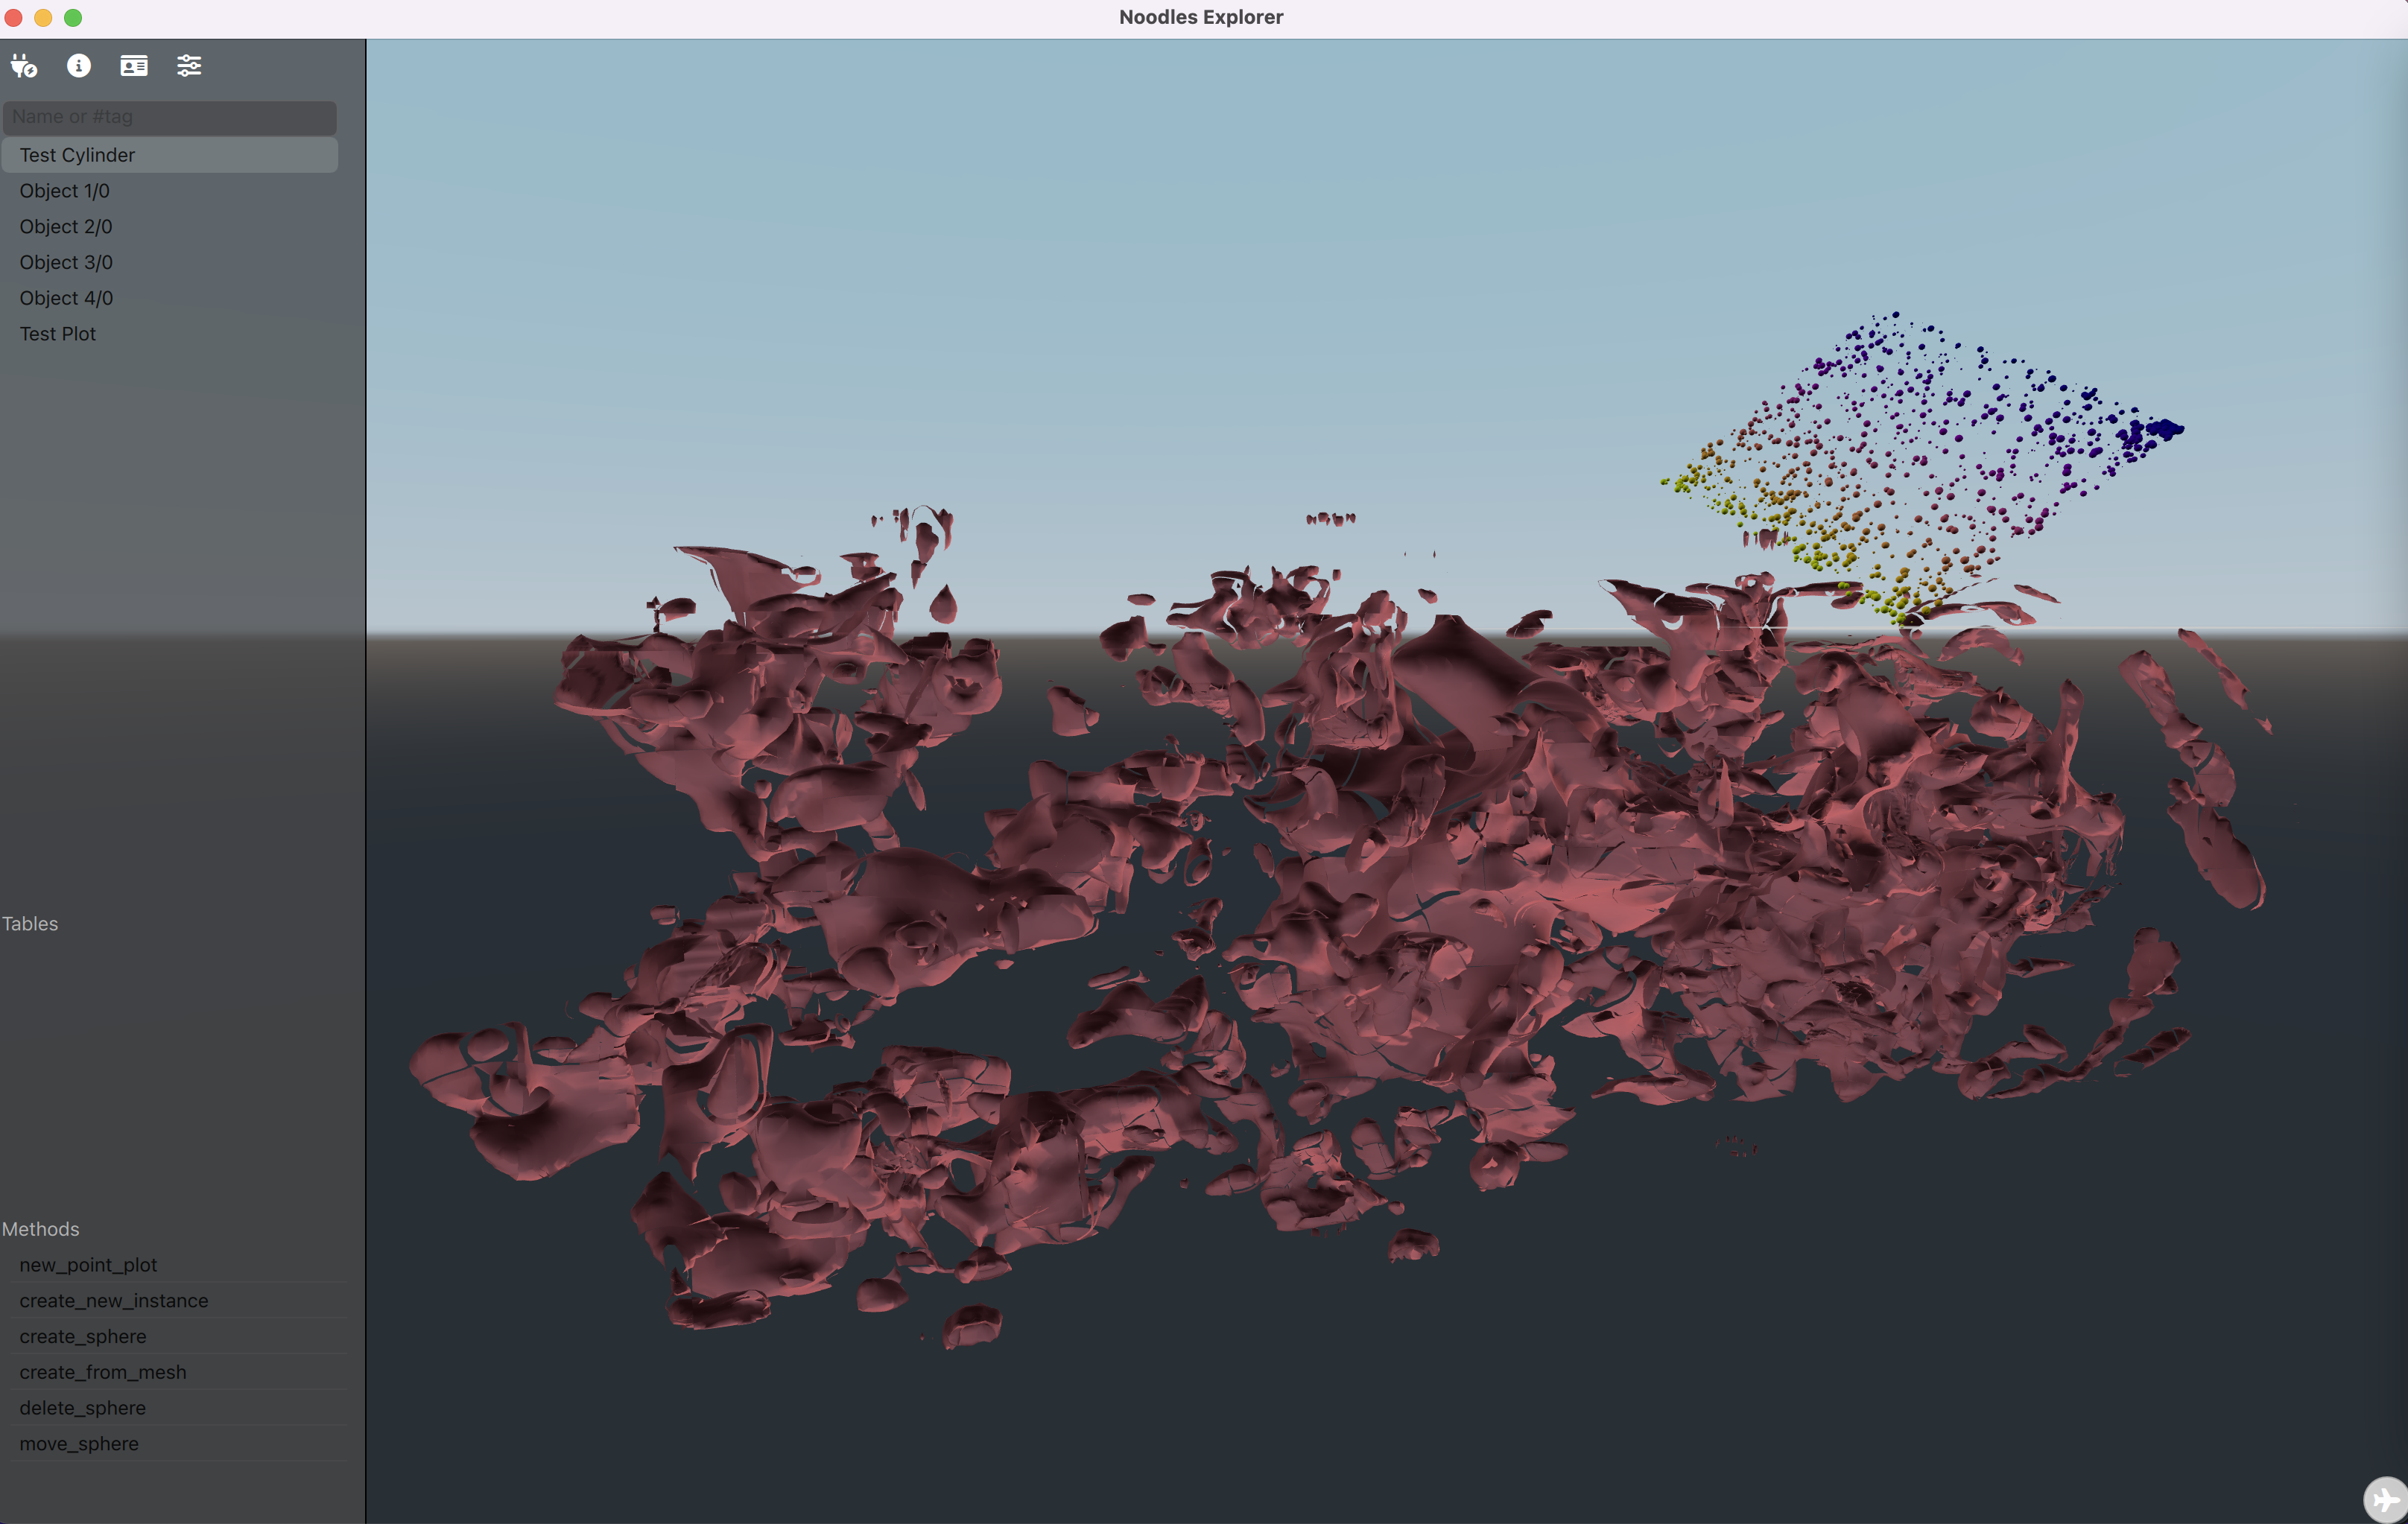 Noodles Explorer
Name or #tag
Test Cylinder
Object 1/0
Object 2/0
Object 3/0
Object 4/0
Test Plot
Tables
Methods
new_point_plot
create_new_instance
create_sphere
create_from_mesh
delete_sphere
move_sphere